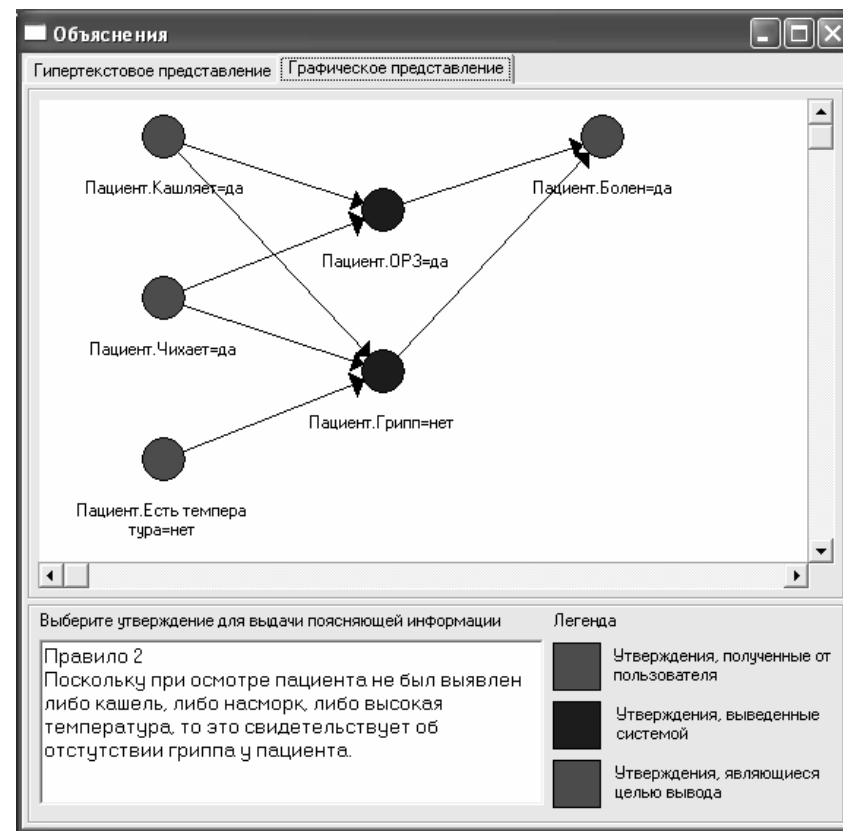 Объяснения
Гипертекстовое представление Графическое представление
Пациент.Кашляет=да
Пациент.Болен=да
Пациент.ОРЗ=да
Пациент.Чихает=да
Пациент.Грипп=нет
Пациент.Есть темпера
тура=нет
Выберите утверждение для выдачи поясняющей информации
Правило 2
Поскольку при осмотре пациента не был выявлен
либо кашель, либо насморк, либо высокая
температура, то это свидетельствует об
отстутствии гриппа у пациента.
Легенда
Утверждения, полученные от
пользователя
Утверждения, выведенные
системой
Утверждения, являющиеся
целью вывода